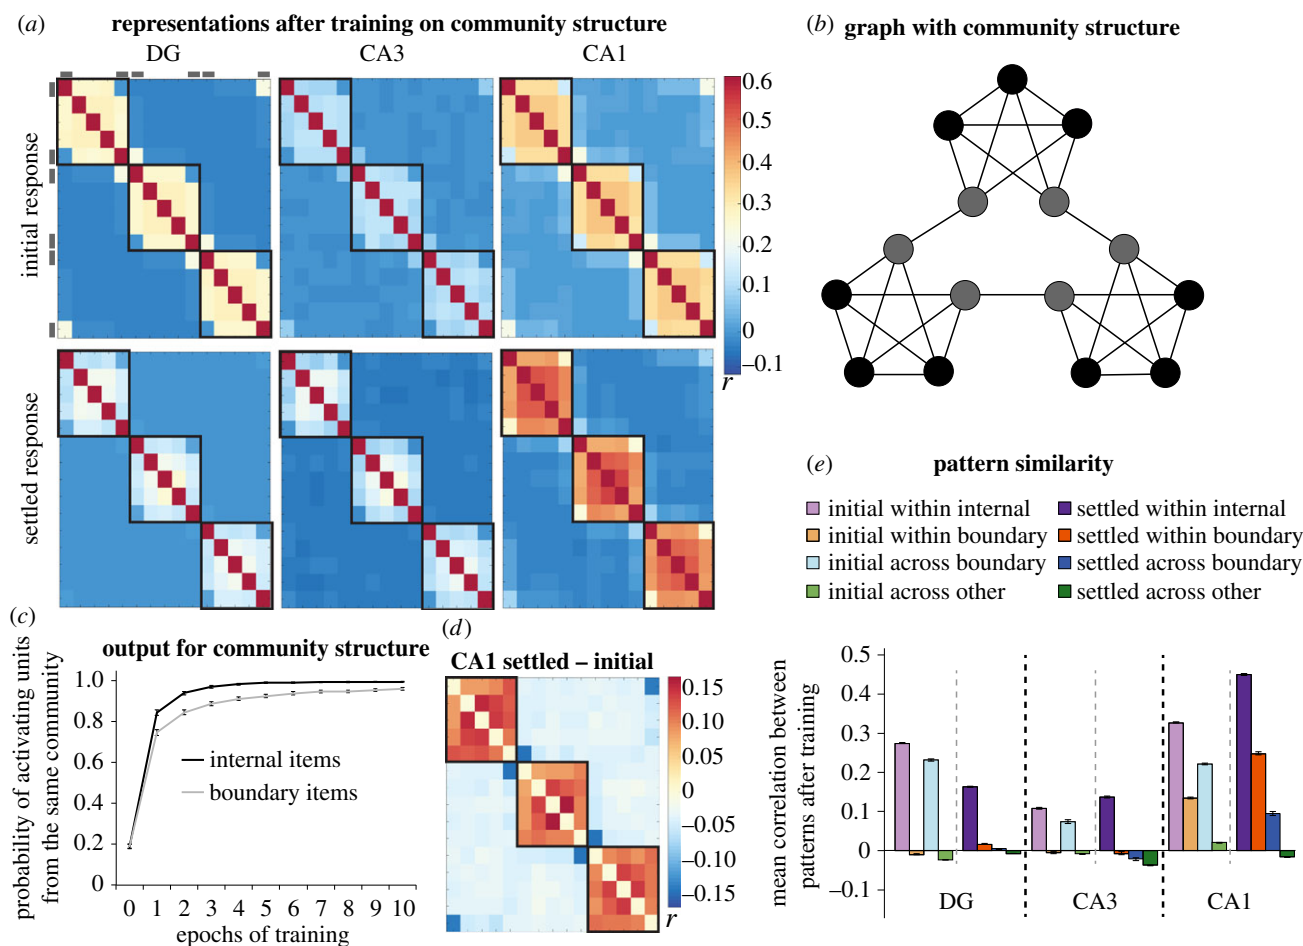 (a) representations after training on community structure
DG CA3 CA1
initial response
settled response
0.6
0.5
0.4
0.3
0.2
0.1
0
–0.1
r
(b) graph with community structure
(c) output for community structure
probability of activating units
from the same community
1.0
0.8
0.6
0.4
0.2
0
internal items
boundary items
0 1 2 3 4 5 6 7 8 9 10
epochs of training
(d)
CA1 settled – initial
0.15
0.10
0.05
0
–0.05
–0.10
–0.15
r
(e) pattern similarity
initial within internal settled within internal
initial within boundary settled within boundary
initial across boundary settled across boundary
initial across other settled across other
mean correlation between
patterns after training
0.5
0.4
0.3
0.2
0.1
0
–0.1
DG CA3 CA1